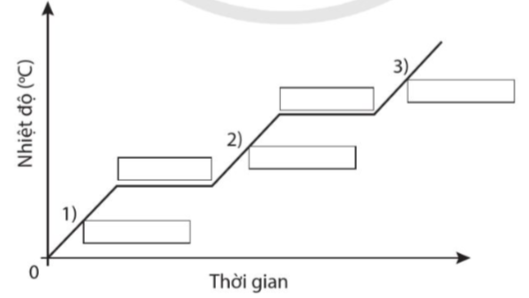 Nhiệt độ (°C)
3)
2)
1)
0
Thời gian